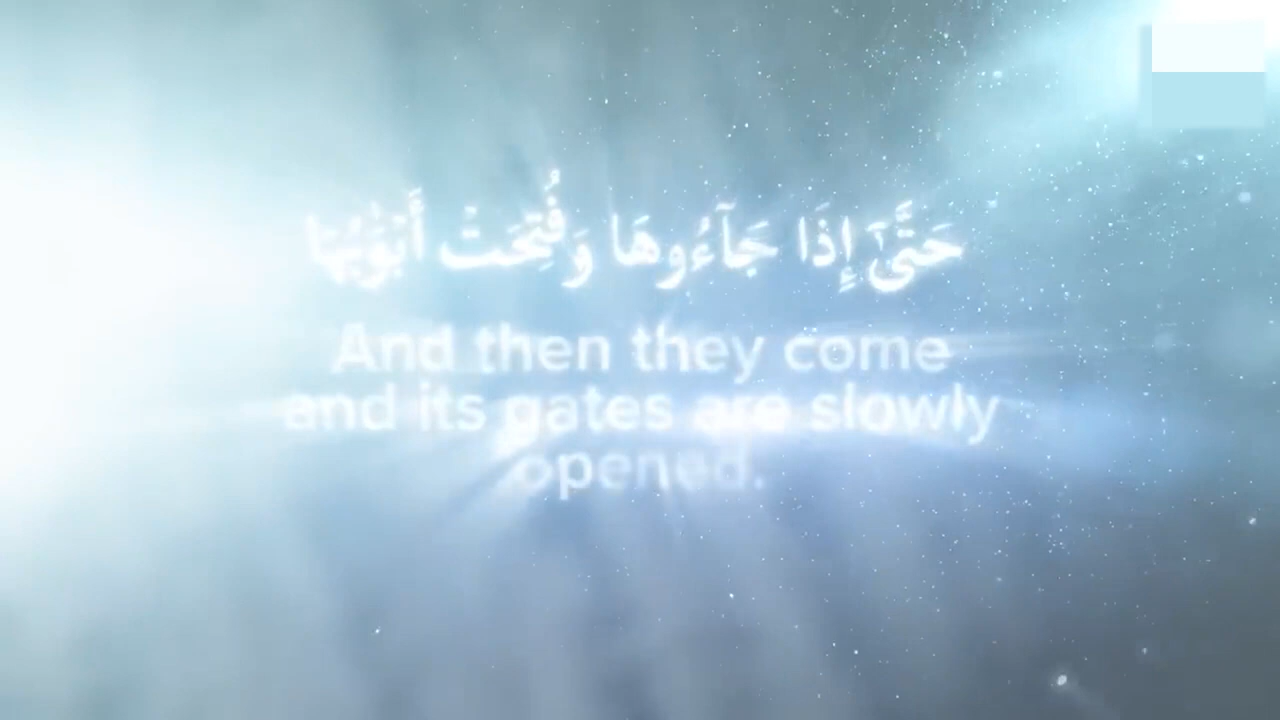 حَتَّىٰٓ إِذَا جَآءُوهَا وَفُتِحَتْ أَبْوَٰبُهَا
And then they come
and its gates are slowly
opened.